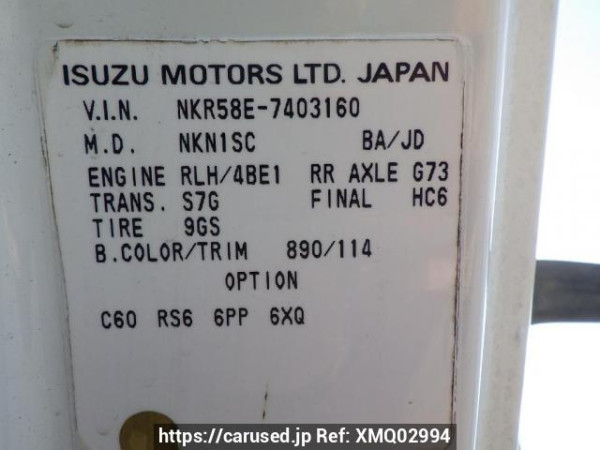 ISUZU MOTORS LTD. JAPAN
V.I.N. NKR58E-7403160
M.D. NKN1SC BA/JD
ENGINE RLH/4BE1 RR AXLE G73
TRANS. S7G FINAL HC6
TIRE 9GS
B.COLOR/TRIM 890/114
OPTION
C60 RS6 6PP 6XQ
https://carused.jp Ref: XMQ02994